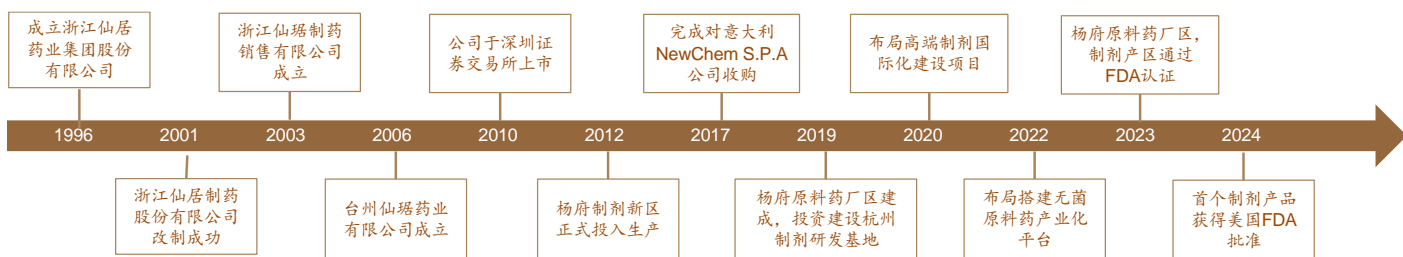 成立浙江仙居
药业集团股份
有限公司
浙江仙琚制药
销售有限公司
成立
公司于深圳证
券交易所上市
完成对意大利
NewChem S.P.A
公司收购
布局高端制剂国
际化建设项目
杨府原料药厂区，
制剂产区通过
FDA认证
1996
2001
2003
2006
2010
2012
2017
2019
2020
2022
2023
2024
浙江仙居制药
股份有限公司
改制成功
台州仙琚药业
有限公司成立
杨府制剂新区
正式投入生产
杨府原料药厂区建
成，投资建设杭州
制剂研发基地
布局搭建无菌
原料药产业化
平台
首个制剂产品
获得美国FDA
批准